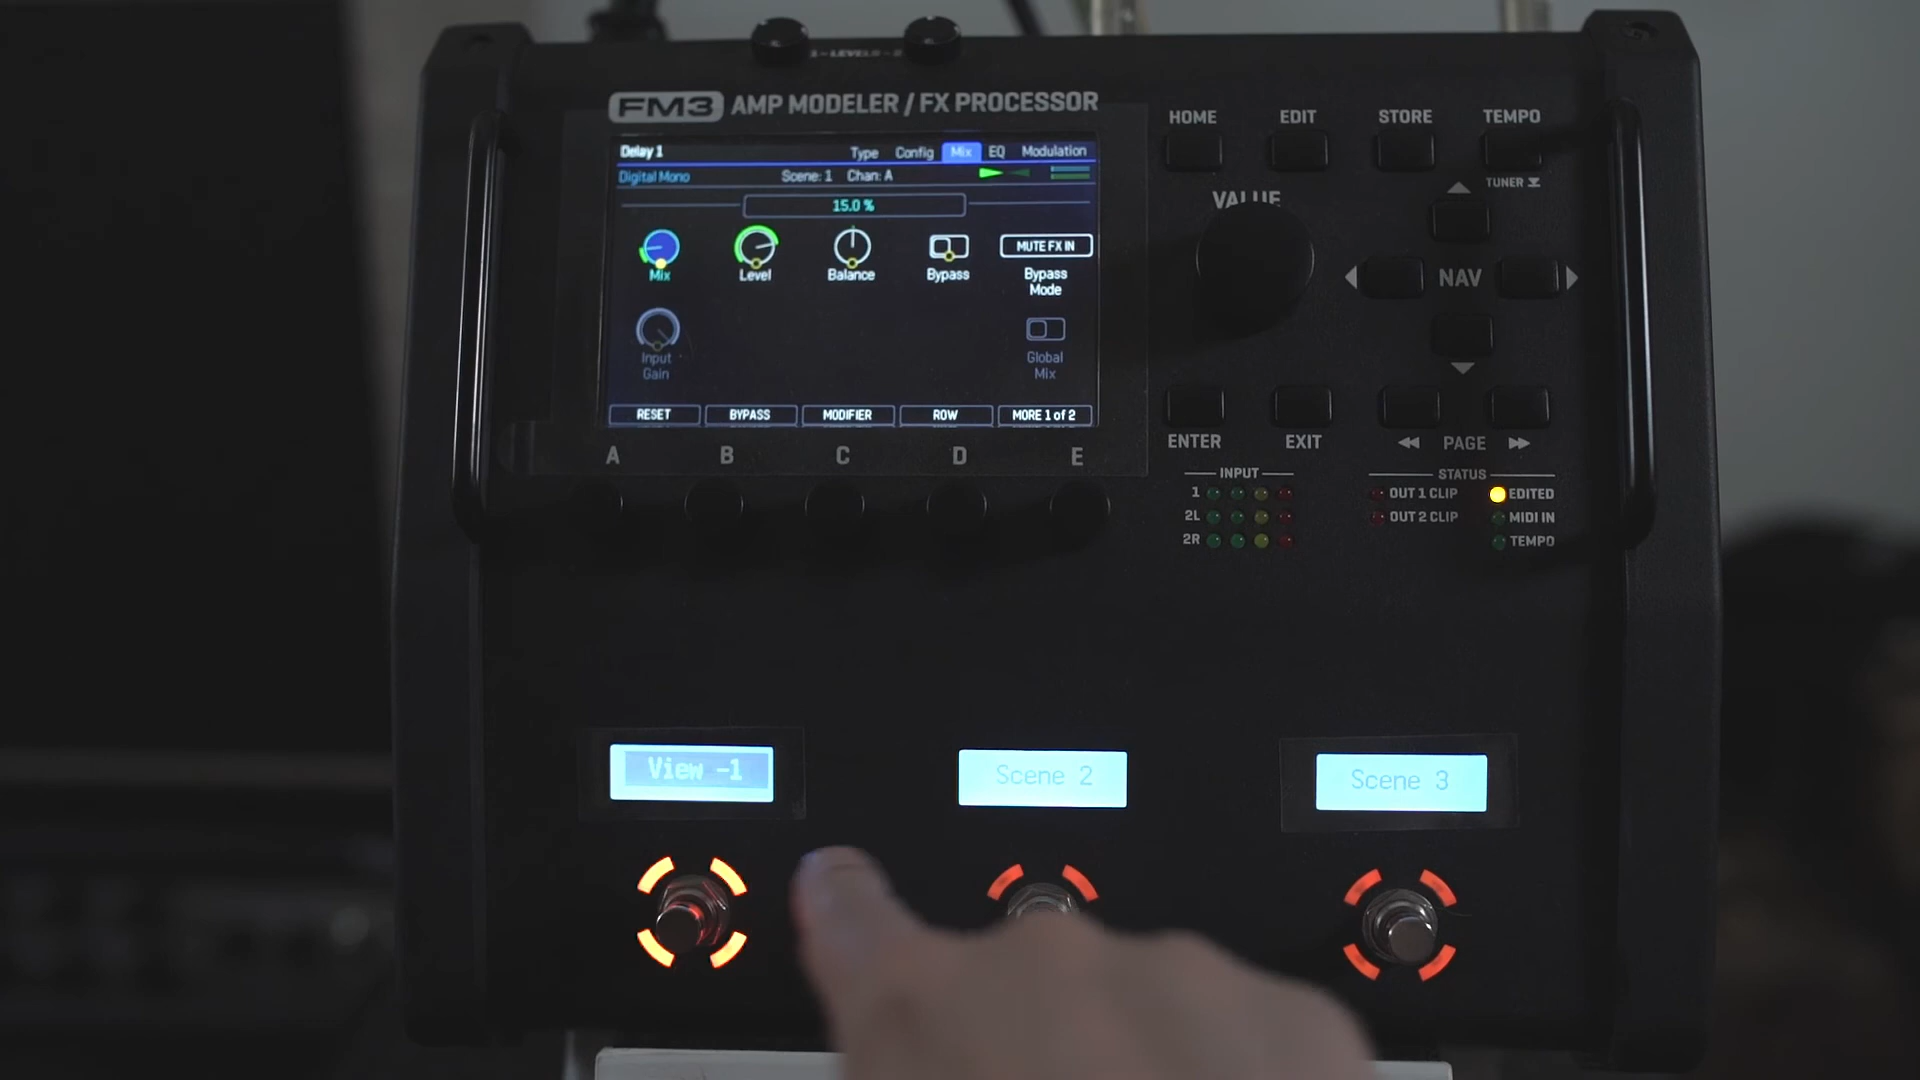 1 - LEVELS - 2
FM3 AMP MODELER / FX PROCESSOR
HOME EDIT STORE TEMPO
Delay 1 Type Config Mix EQ Modulation
Digital Mono Scene: 1 Chan: A
TUNER
VALUE
15.0 %
MUTE FX IN
Mix Level Balance Bypass Bypass
Mode
NAV
Input Global
Gain Mix
RESET BYPASS MODIFIER ROW MORE 1 of 2
ENTER EXIT PAGE
A B C D E
INPUT STATUS
1 OUT 1 CLIP EDITED
2L OUT 2 CLIP MIDI IN
2R TEMPO
View -1 Scene 2 Scene 3